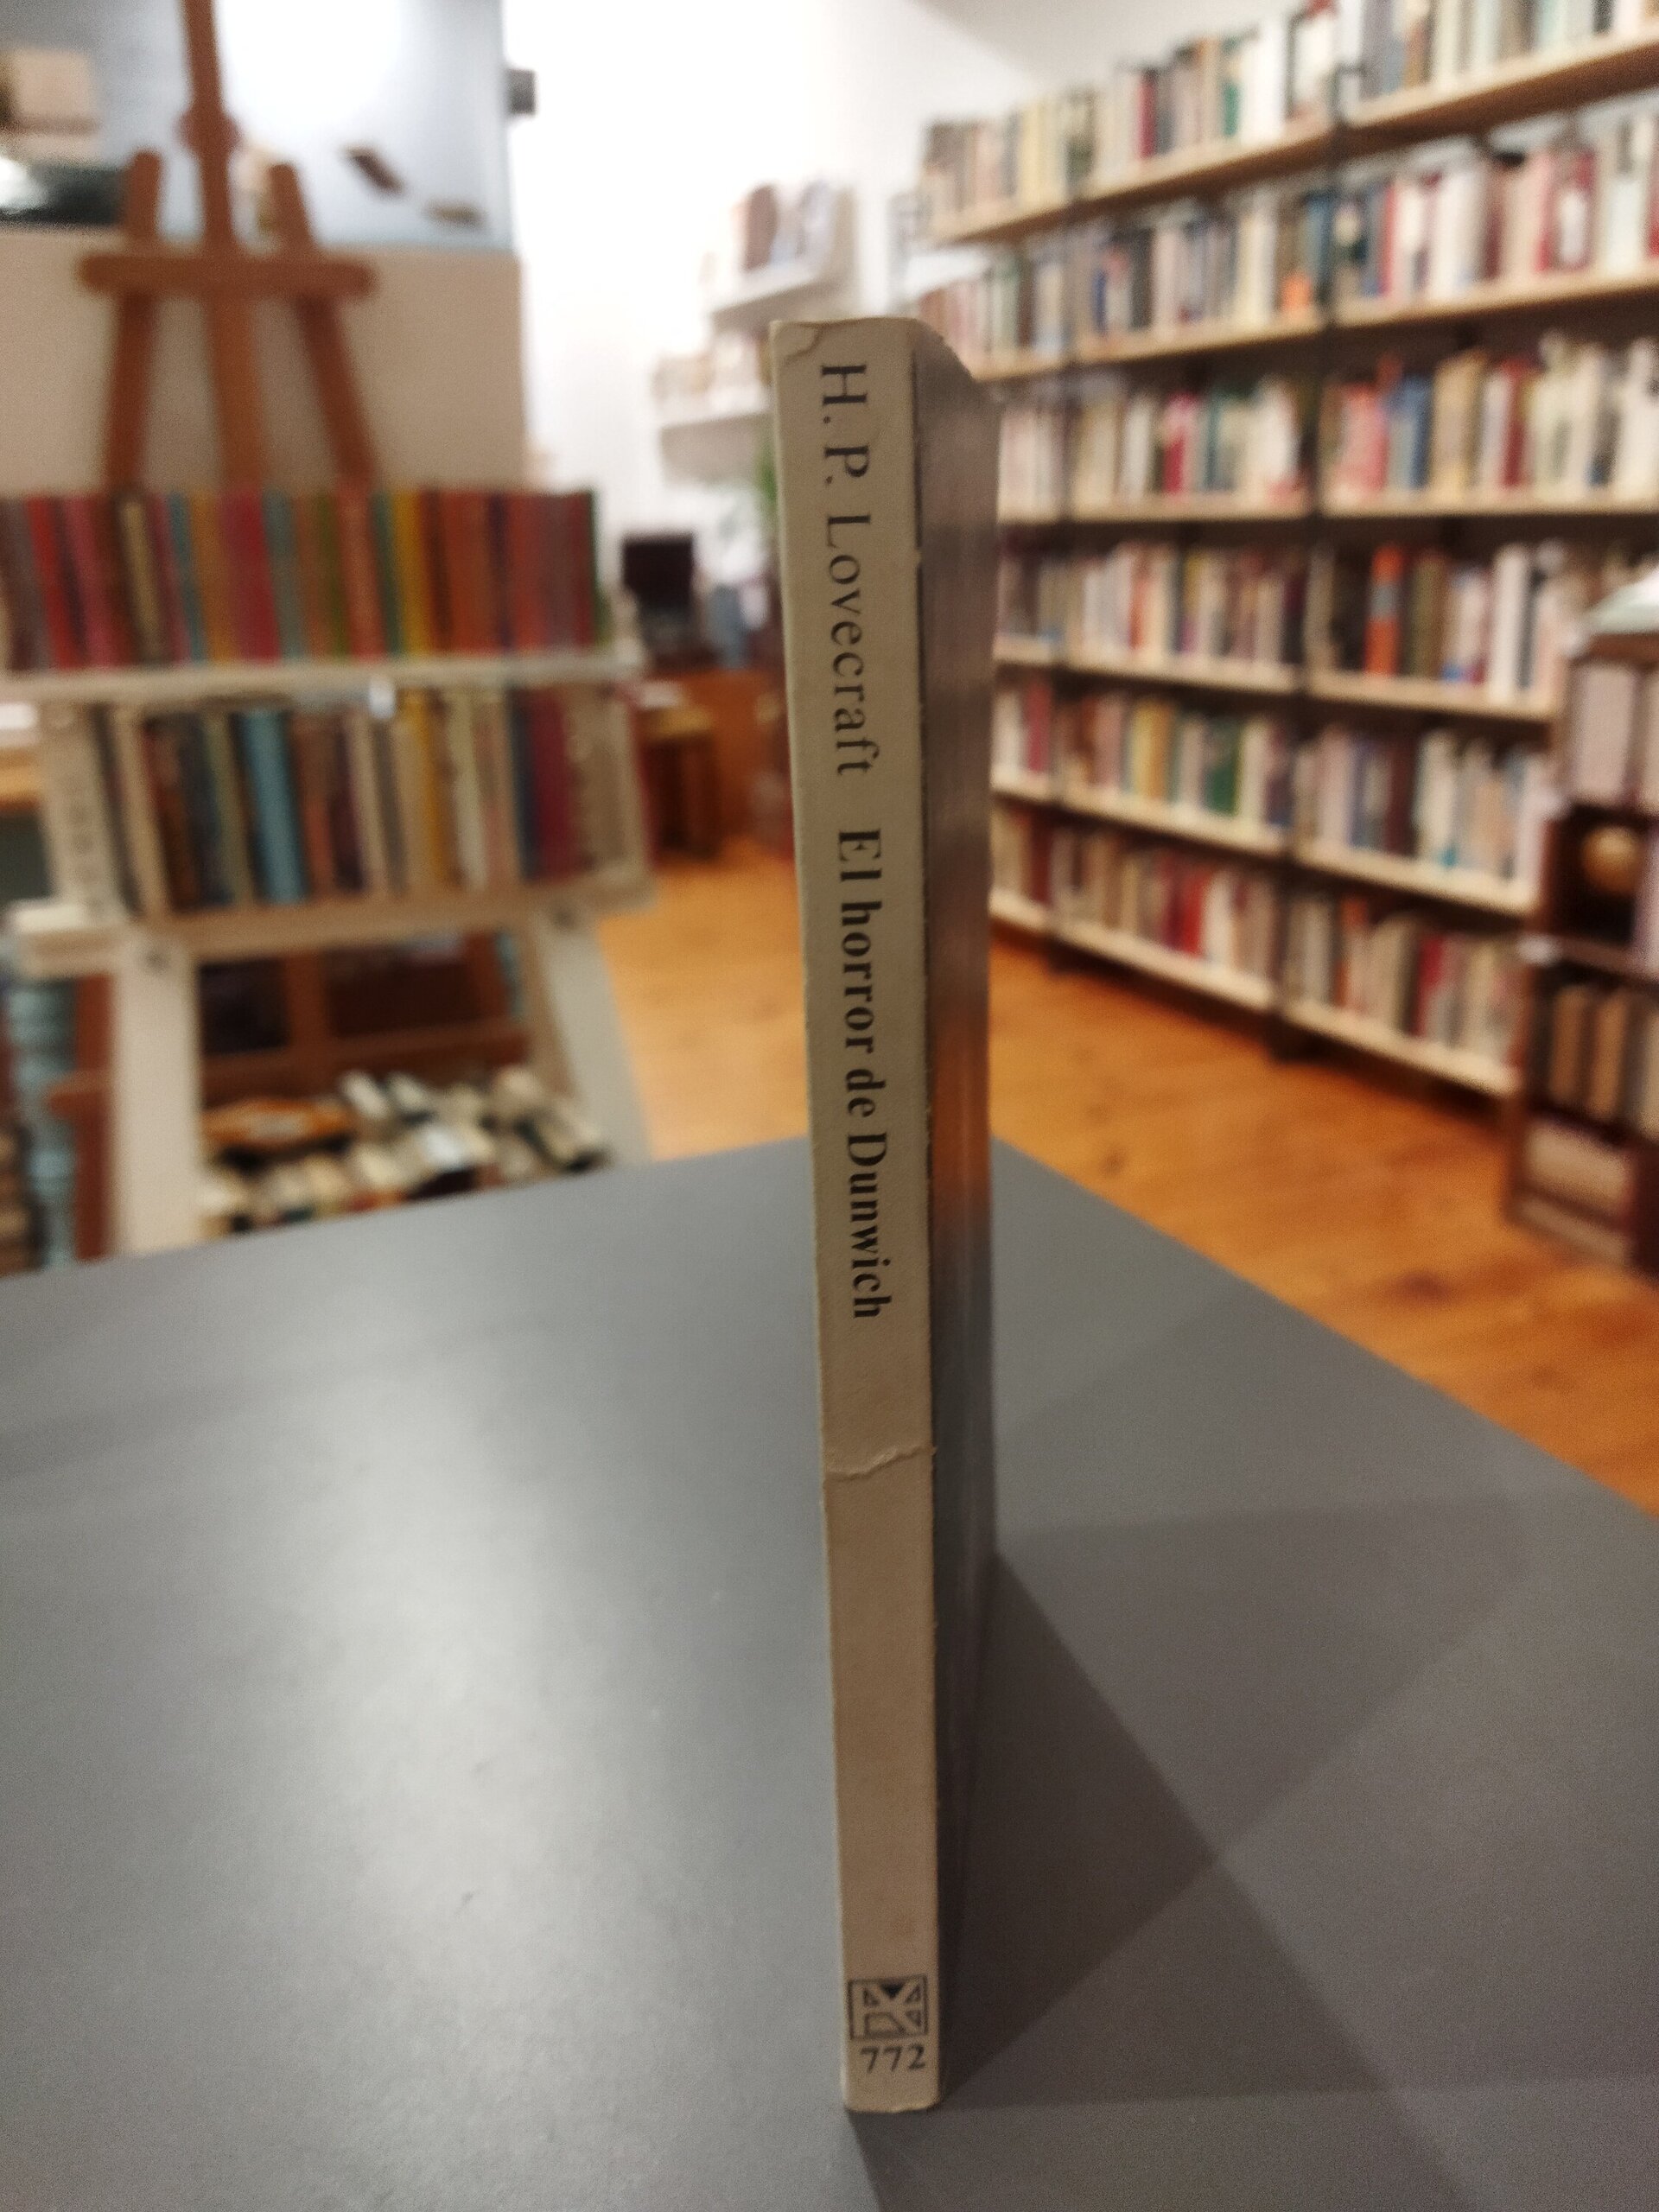 H. P. Lovecraft El horror de Dunwich
772